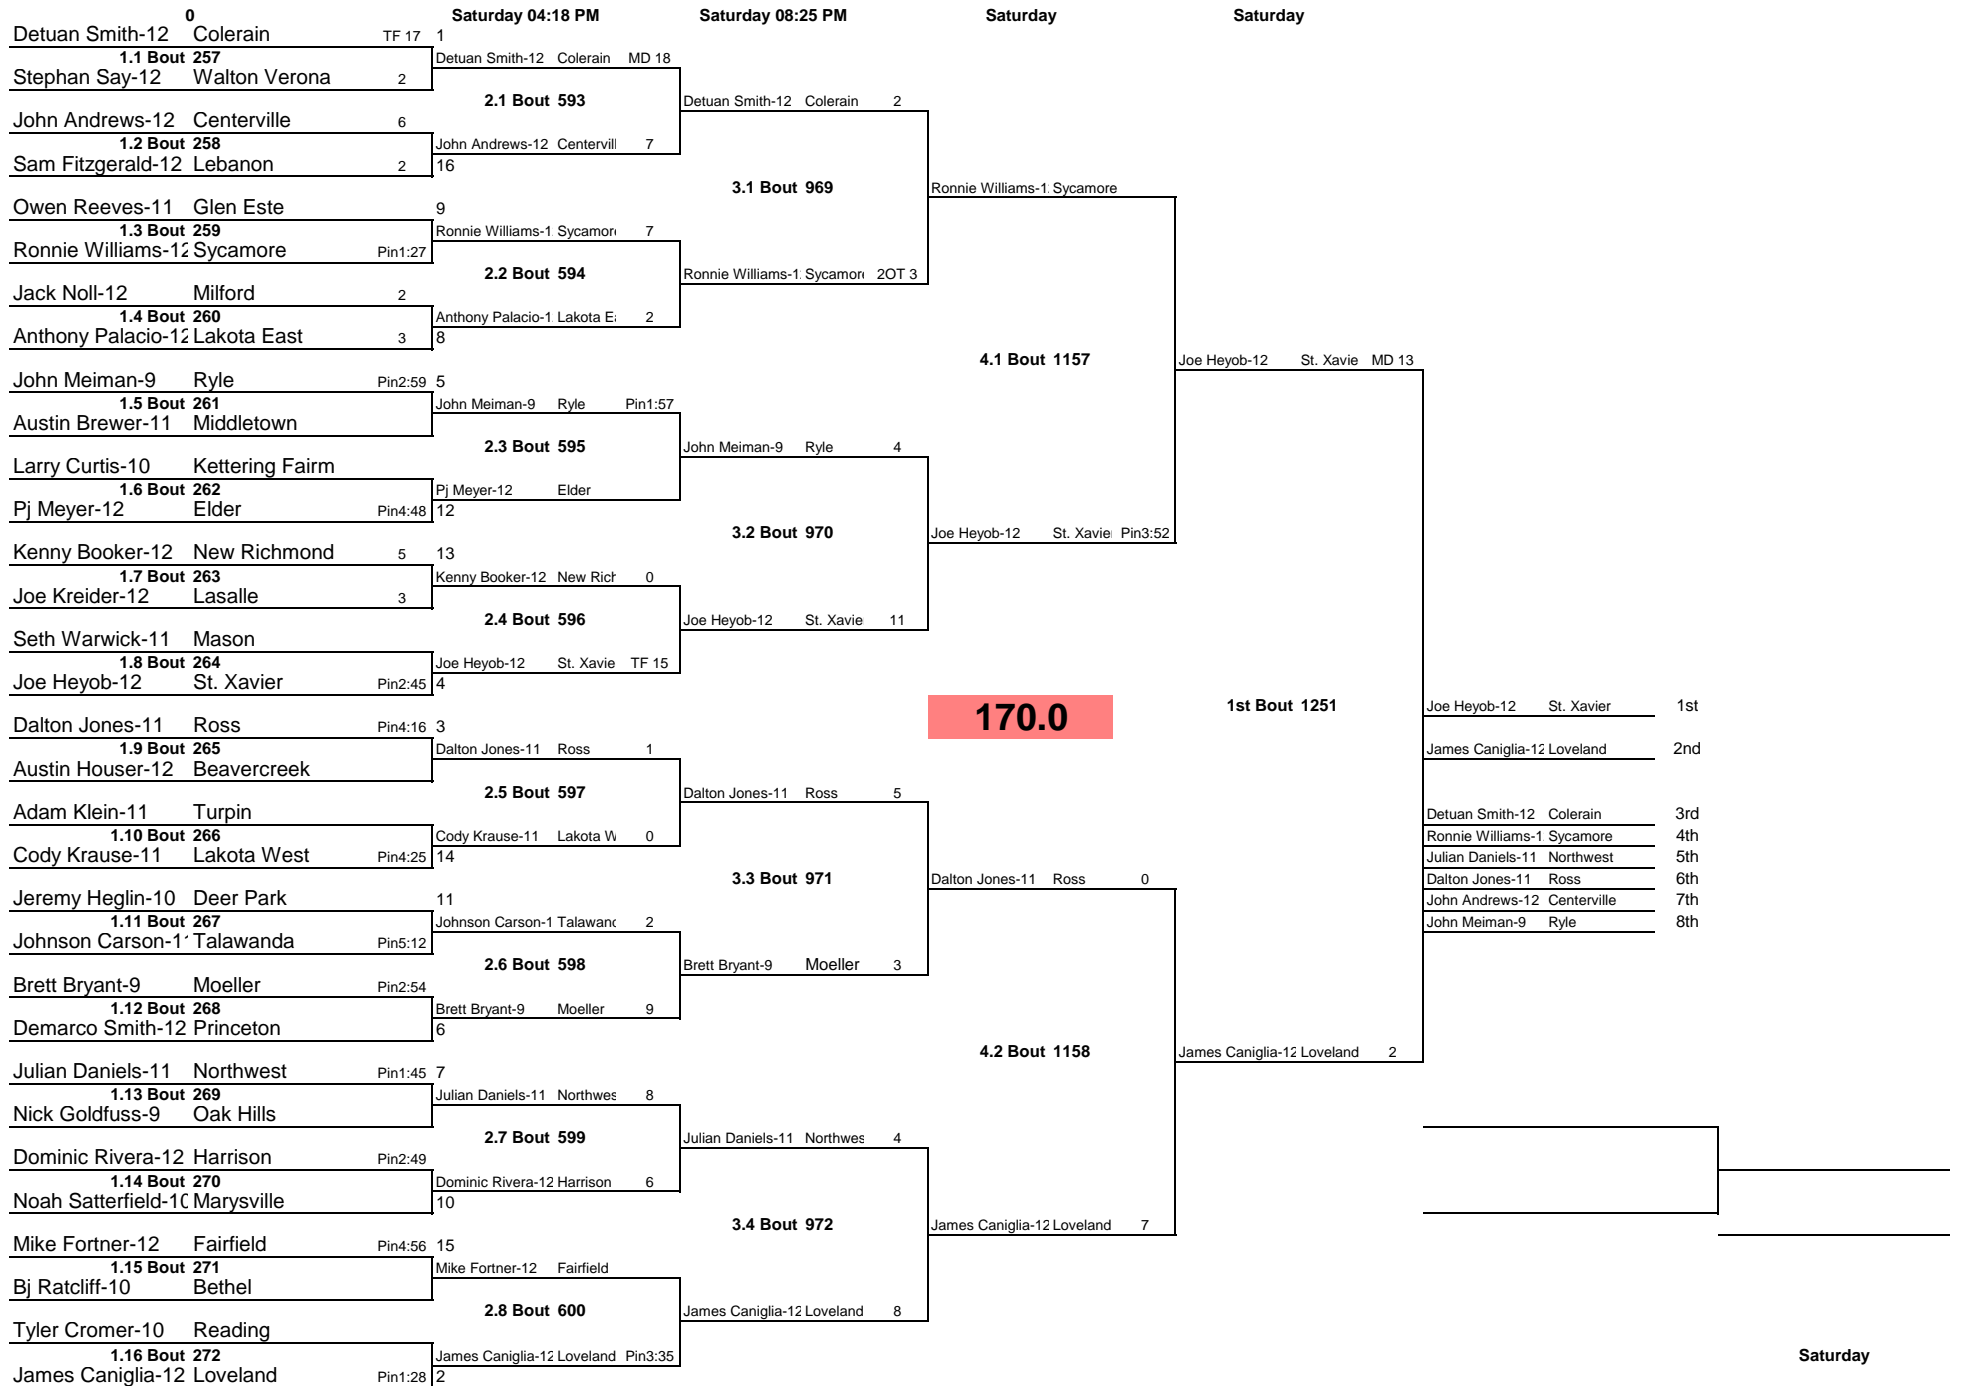 0 Saturday 04:18 PM Saturday 08:25 PM Saturday Saturday
Detuan Smith-12 Colerain TF 17 1
1.1 Bout 257
Detuan Smith-12 Colerain MD 18
Stephan Say-12 Walton Verona 2
2.1 Bout 593
Detuan Smith-12 Colerain 2
John Andrews-12 Centerville 6
1.2 Bout 258
John Andrews-12 Centervill 7
Sam Fitzgerald-12 Lebanon 2 16
3.1 Bout 969
Ronnie Williams-1 Sycamore
Owen Reeves-11 Glen Este 9
1.3 Bout 259
Ronnie Williams-1 Sycamore 7
Ronnie Williams-12 Sycamore Pin1:27
2.2 Bout 594
Ronnie Williams-1 Sycamore 2OT 3
Jack Noll-12 Milford 2
1.4 Bout 260
Anthony Palacio-1 Lakota E 2
Anthony Palacio-12 Lakota East 3 8
4.1 Bout 1157
Joe Heyob-12 St. Xavie MD 13
John Meiman-9 Ryle Pin2:59 5
1.5 Bout 261
John Meiman-9 Ryle Pin1:57
Austin Brewer-11 Middletown
2.3 Bout 595
John Meiman-9 Ryle 4
Larry Curtis-10 Kettering Fairm
1.6 Bout 262
Pj Meyer-12 Elder
Pj Meyer-12 Elder Pin4:48 12
3.2 Bout 970
Joe Heyob-12 St. Xavie Pin3:52
Kenny Booker-12 New Richmond 5 13
1.7 Bout 263
Kenny Booker-12 New Rich 0
Joe Kreider-12 Lasalle 3
2.4 Bout 596
Joe Heyob-12 St. Xavie 11
Seth Warwick-11 Mason
1.8 Bout 264
Joe Heyob-12 St. Xavie TF 15
Joe Heyob-12 St. Xavier Pin2:45 4
170.0
1st Bout 1251
Joe Heyob-12 St. Xavier 1st
Dalton Jones-11 Ross Pin4:16 3
1.9 Bout 265
Dalton Jones-11 Ross 1
James Caniglia-12 Loveland 2nd
Austin Houser-12 Beavercreek
2.5 Bout 597
Dalton Jones-11 Ross 5
Adam Klein-11 Turpin
Detuan Smith-12 Colerain 3rd
1.10 Bout 266
Cody Krause-11 Lakota W 0
Ronnie Williams-1 Sycamore 4th
Cody Krause-11 Lakota West Pin4:25 14
Julian Daniels-11 Northwest 5th
3.3 Bout 971
Dalton Jones-11 Ross 0
Dalton Jones-11 Ross 6th
Jeremy Heglin-10 Deer Park 11
John Andrews-12 Centerville 7th
1.11 Bout 267
Johnson Carson-1 Talawand 2
John Meiman-9 Ryle 8th
Johnson Carson-11 Talawanda Pin5:12
2.6 Bout 598
Brett Bryant-9 Moeller 3
Brett Bryant-9 Moeller Pin2:54
1.12 Bout 268
Brett Bryant-9 Moeller 9
Demarco Smith-12 Princeton 6
4.2 Bout 1158
James Caniglia-12 Loveland 2
Julian Daniels-11 Northwest Pin1:45 7
1.13 Bout 269
Julian Daniels-11 Northwes 8
Nick Goldfuss-9 Oak Hills
2.7 Bout 599
Julian Daniels-11 Northwes 4
Dominic Rivera-12 Harrison Pin2:49
1.14 Bout 270
Dominic Rivera-12 Harrison 6
Noah Satterfield-10 Marysville 10
3.4 Bout 972
James Caniglia-12 Loveland 7
Mike Fortner-12 Fairfield Pin4:56 15
1.15 Bout 271
Mike Fortner-12 Fairfield
Bj Ratcliff-10 Bethel
2.8 Bout 600
James Caniglia-12 Loveland 8
Tyler Cromer-10 Reading
1.16 Bout 272
James Caniglia-12 Loveland Pin3:35
Saturday
James Caniglia-12 Loveland Pin1:28 2